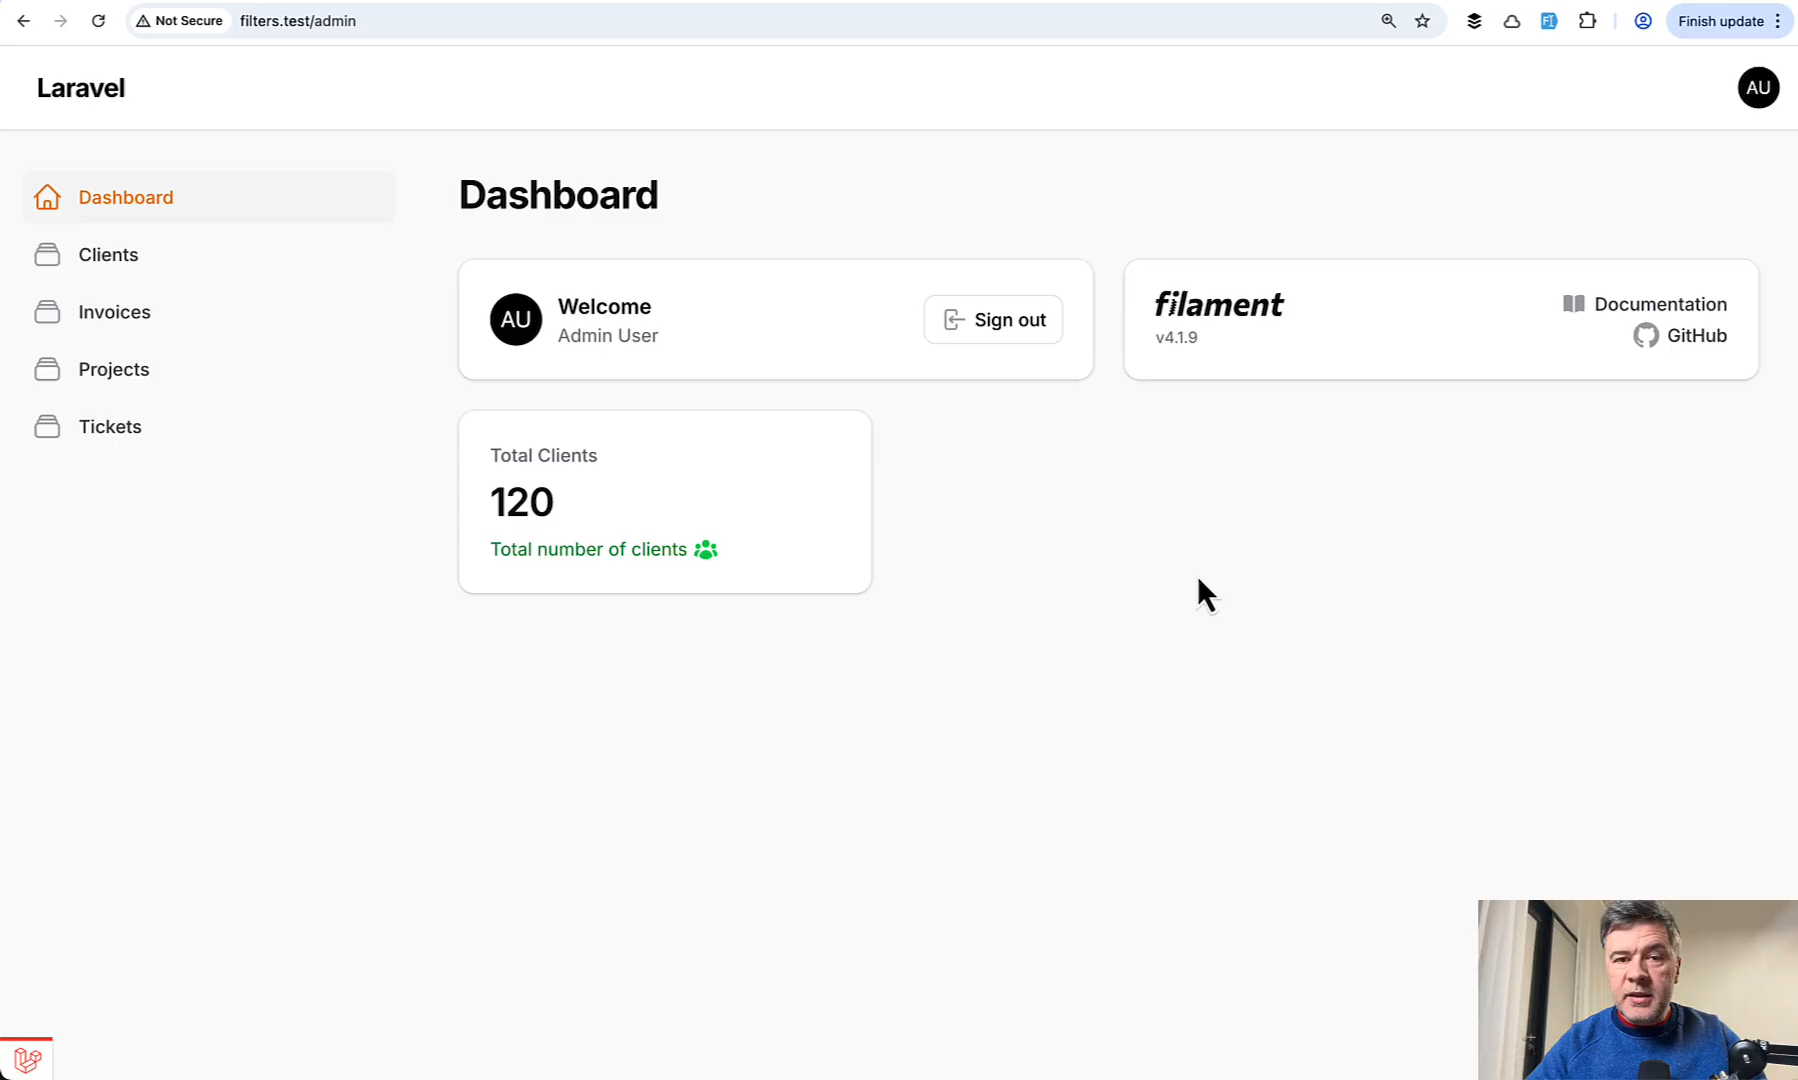 Not Secure filters.test/admin Finish update
Laravel
AU
Dashboard
Clients
Invoices
Projects
Tickets
Dashboard
AU
Welcome
Admin User
Sign out
filament
v4.1.9
Documentation
GitHub
Total Clients
120
Total number of clients